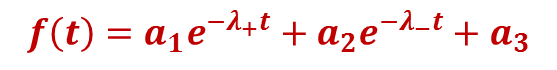 f(t) = a₁e^{-λ₊t} + a₂e^{-λ₋t} + a₃